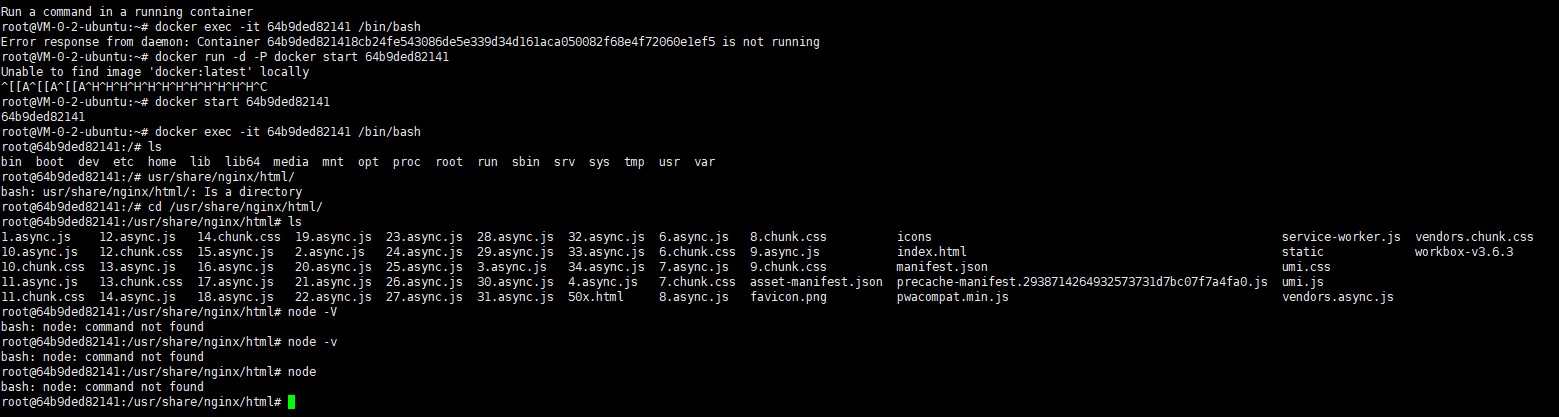 Run a command in a running container
root@VM-0-2-ubuntu:~# docker exec -it 64b9ded82141 /bin/bash
Error response from daemon: Container 64b9ded821418cb24fe543086de5e339d34d161aca050082f68e4f72060e1ef5 is not running
root@VM-0-2-ubuntu:~# docker run -d -P docker start 64b9ded82141
Unable to find image 'docker:latest' locally
^[[A^[[A^[[A^H^H^H^H^H^H^H^H^H^H^H^H^C
root@VM-0-2-ubuntu:~# docker start 64b9ded82141
64b9ded82141
root@VM-0-2-ubuntu:~# docker exec -it 64b9ded82141 /bin/bash
root@64b9ded82141:/# ls
bin  boot  dev  etc  home  lib  lib64  media  mnt  opt  proc  root  run  sbin  srv  sys  tmp  usr  var
root@64b9ded82141:/# usr/share/nginx/html/
bash: usr/share/nginx/html/: Is a directory
root@64b9ded82141:/# cd /usr/share/nginx/html/
root@64b9ded82141:/usr/share/nginx/html# ls
1.async.js    12.async.js   14.chunk.css  19.async.js  23.async.js  28.async.js  32.async.js  6.async.js   8.chunk.css          icons                                                  service-worker.js  vendors.chunk.css
10.async.js   12.chunk.css  15.async.js   2.async.js   24.async.js  29.async.js  33.async.js  6.chunk.css  9.async.js           index.html                                             static             workbox-v3.6.3
10.chunk.css  13.async.js   16.async.js   20.async.js  25.async.js  3.async.js   34.async.js  7.async.js   9.chunk.css          manifest.json                                          umi.css
11.async.js   13.chunk.css  17.async.js   21.async.js  26.async.js  30.async.js  4.async.js   7.chunk.css  asset-manifest.json  precache-manifest.2938714264932573731d7bc07f7a4fa0.js  umi.js
11.chunk.css  14.async.js   18.async.js   22.async.js  27.async.js  31.async.js  50x.html     8.async.js   favicon.png          pwacompat.min.js                                       vendors.async.js
root@64b9ded82141:/usr/share/nginx/html# node -V
bash: node: command not found
root@64b9ded82141:/usr/share/nginx/html# node -v
bash: node: command not found
root@64b9ded82141:/usr/share/nginx/html# node
bash: node: command not found
root@64b9ded82141:/usr/share/nginx/html#